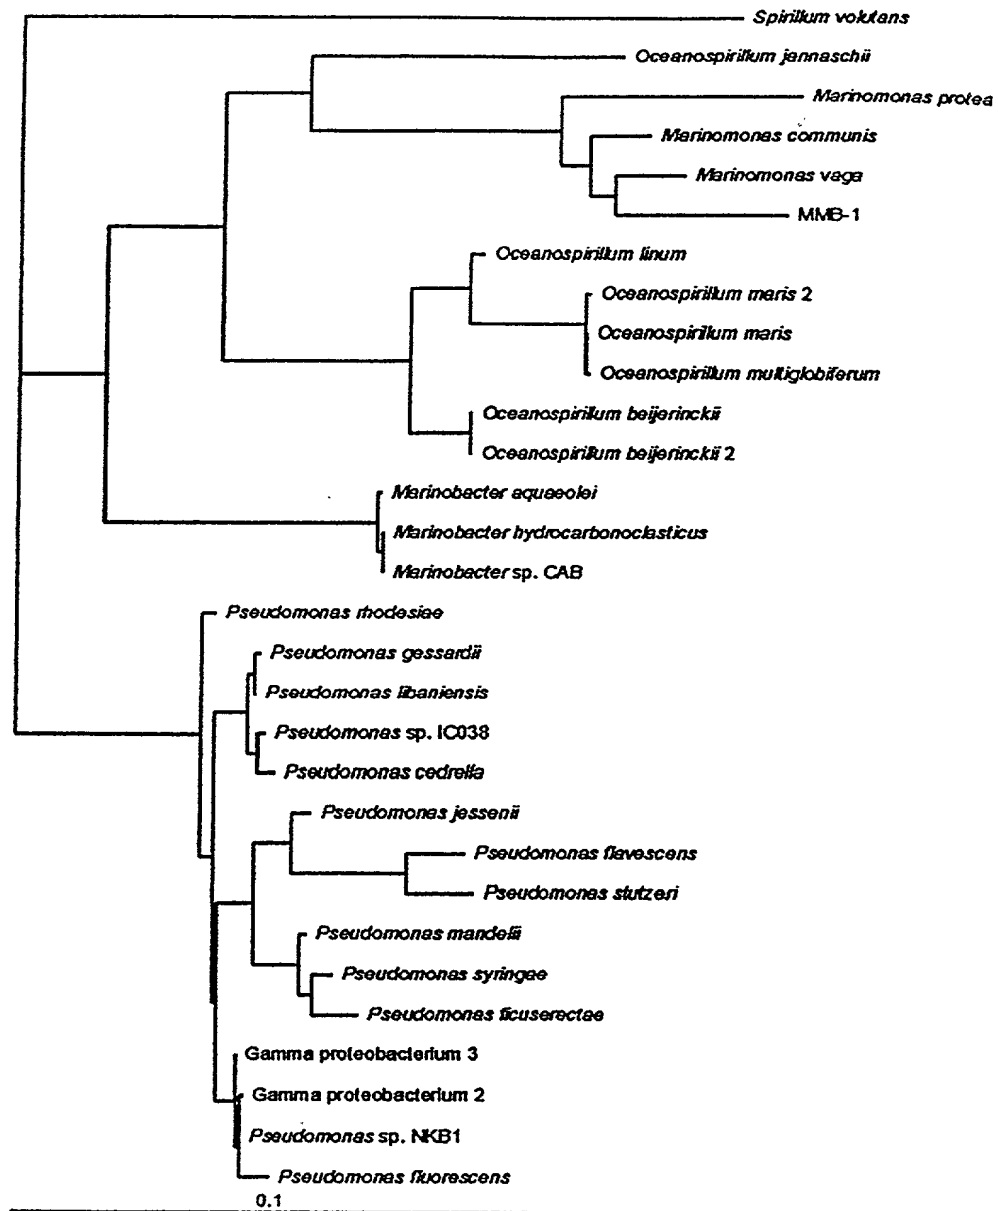 Spirillum volutans
Oceanospirillum jannaschii
Marinomonas protea
Marinomonas communis
Marinomonas vaga
MMB-1
Oceanospirillum linum
Oceanospirillum maris 2
Oceanospirillum maris
Oceanospirillum multiglobiferum
Oceanospirillum beijerinckii
Oceanospirillum beijerinckii 2
Marinobacter aquaeolei
Marinobacter hydrocarbonoclasticus
Marinobacter sp. CAB
Pseudomonas rhodesiae
Pseudomonas gessardii
Pseudomonas libaniensis
Pseudomonas sp. IC038
Pseudomonas cedrella
Pseudomonas jessenii
Pseudomonas flavescens
Pseudomonas stutzeri
Pseudomonas mandelii
Pseudomonas syringae
Pseudomonas ficuserectae
Gamma proteobacterium 3
Gamma proteobacterium 2
Pseudomonas sp. NKB1
Pseudomonas fluorescens
0.1